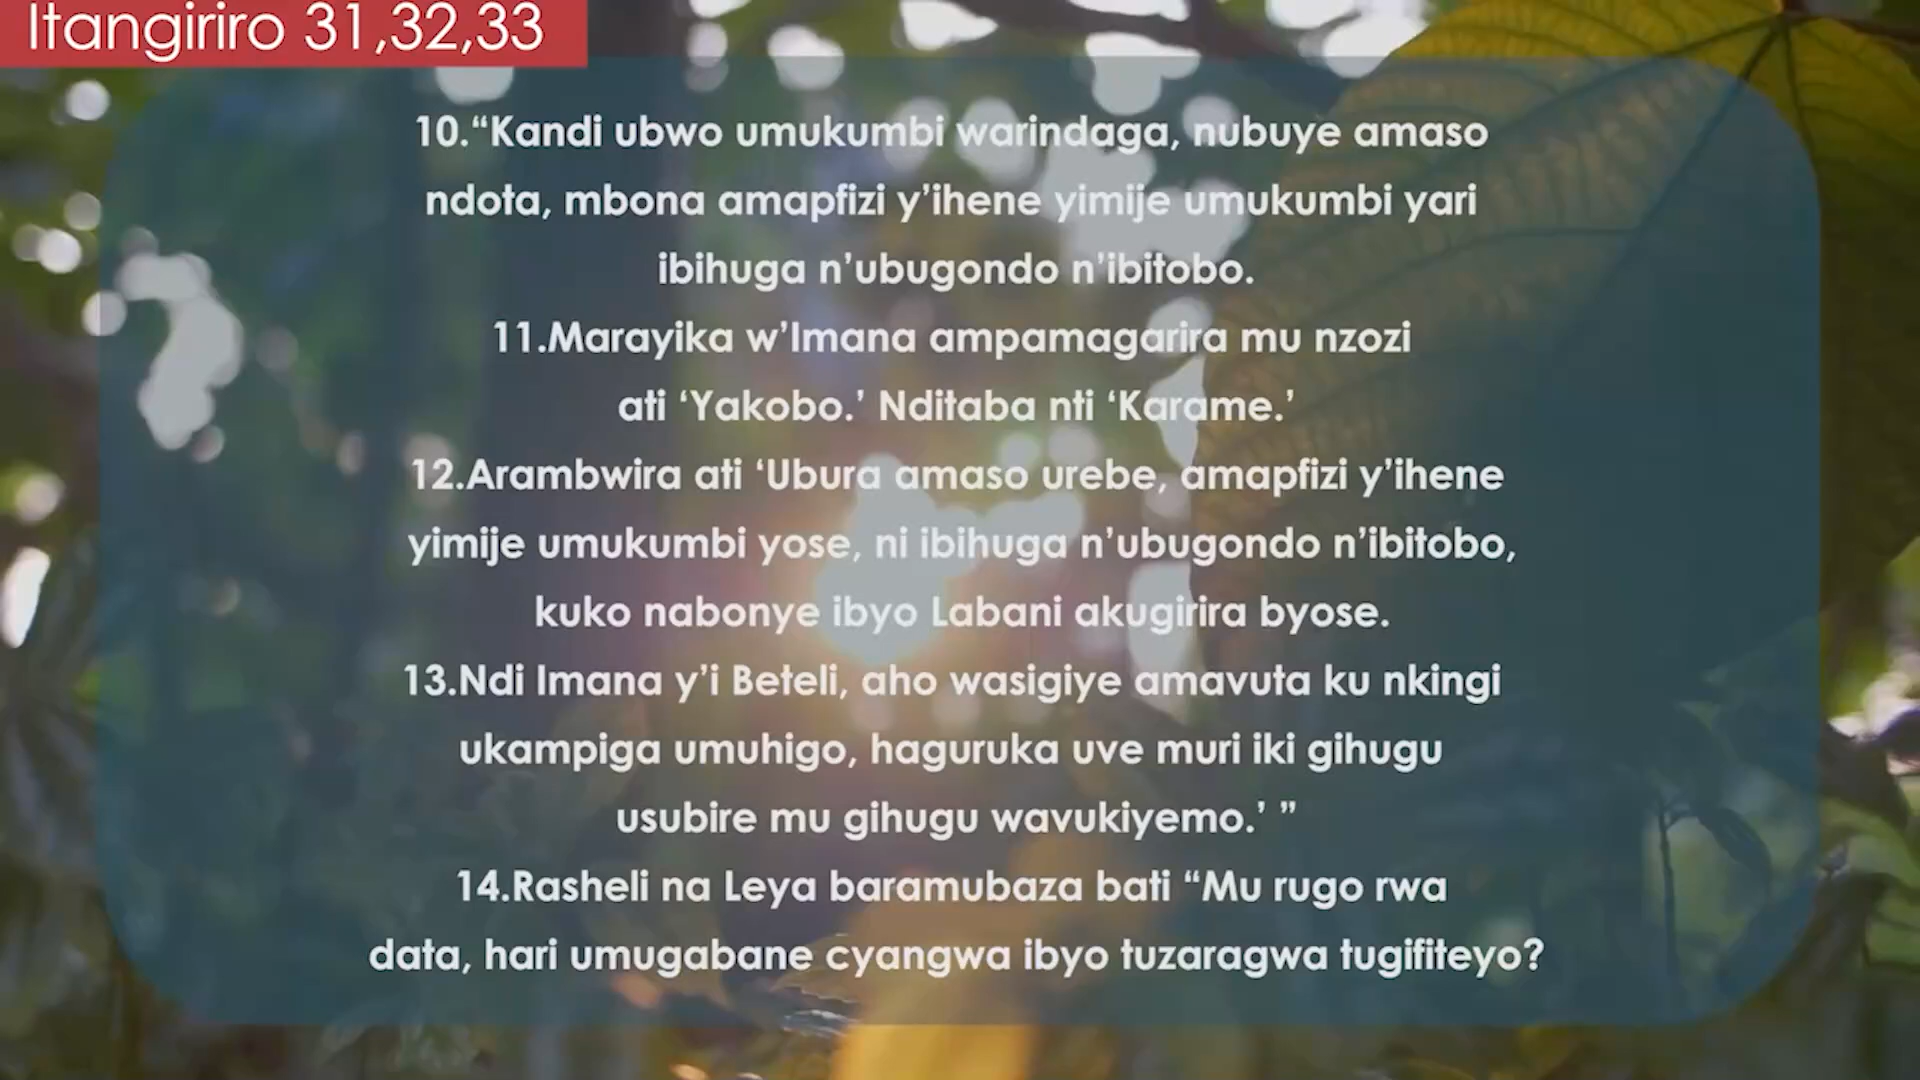 Itangiriro 31,32,33
10.“Kandi ubwo umukumbi warindaga, nubuye amaso
ndota, mbona amapfizi y’ihene yimije umukumbi yari
ibihuga n’ubugondo n’ibitobo.
11.Marayika w’Imana ampamagarira mu nzozi
ati ‘Yakobo.’ Nditaba nti ‘Karame.’
12.Arambwira ati ‘Ubura amaso urebe, amapfizi y’ihene
yimije umukumbi yose, ni ibihuga n’ubugondo n’ibitobo,
kuko nabonye ibyo Labani akugirira byose.
13.Ndi Imana y’i Beteli, aho wasigiye amavuta ku nkingi
ukampiga umuhigo, haguruka uve muri iki gihugu
usubire mu gihugu wavukiyemo.’ ”
14.Rasheli na Leya baramubaza bati “Mu rugo rwa
data, hari umugabane cyangwa ibyo tuzaragwa tugifiteyo?